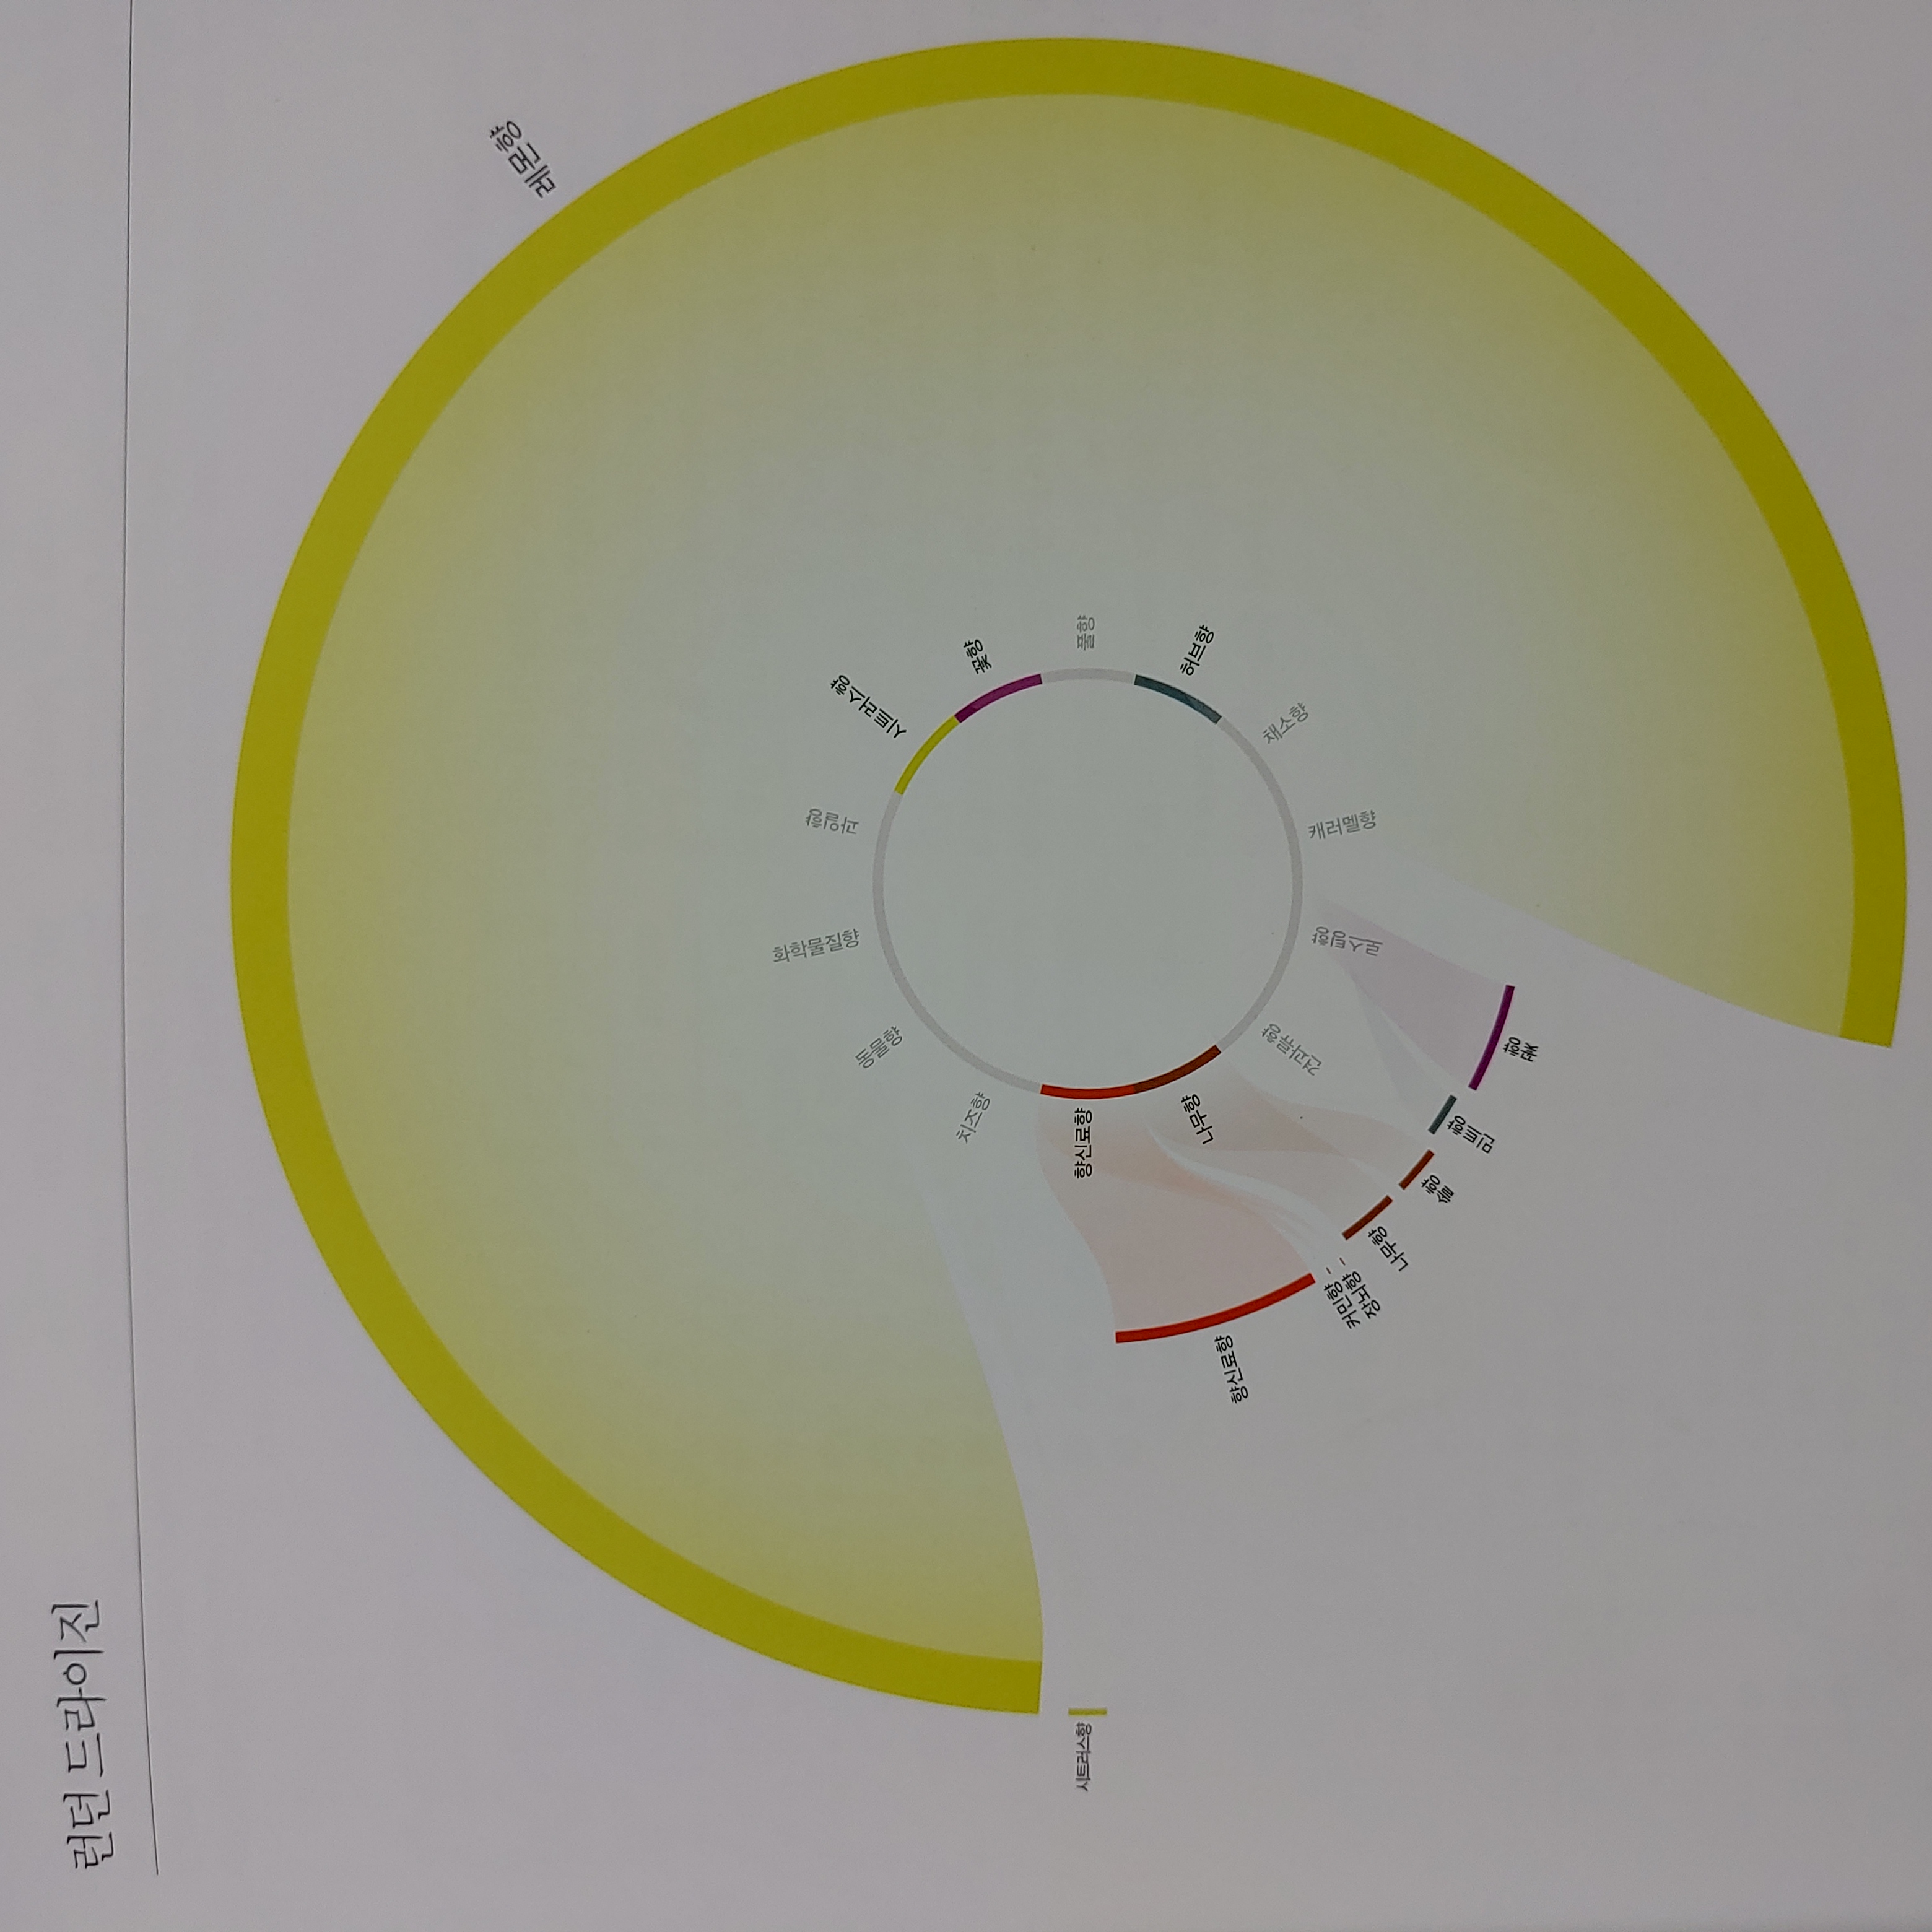 런던 드라이진
레몬향
화학물질향
과일향
시트러스향
동물향
꽃향
치즈향
시트러스향
향신료향
풀향
나무향
허브향
향신료향
견과류향
채소향
로스팅향
캐러멜향
커민향
장뇌향
나무향
솔향
민트향
꽃향